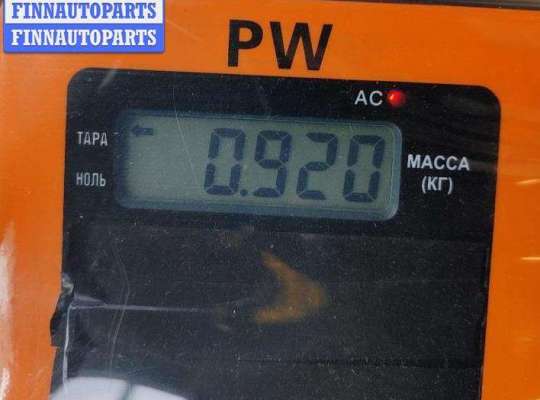 FINNAUTOPARTS
FINNAUTOPARTS
PW
AC
ТАРА
0.920
МАССА
НОЛЬ
(КГ)